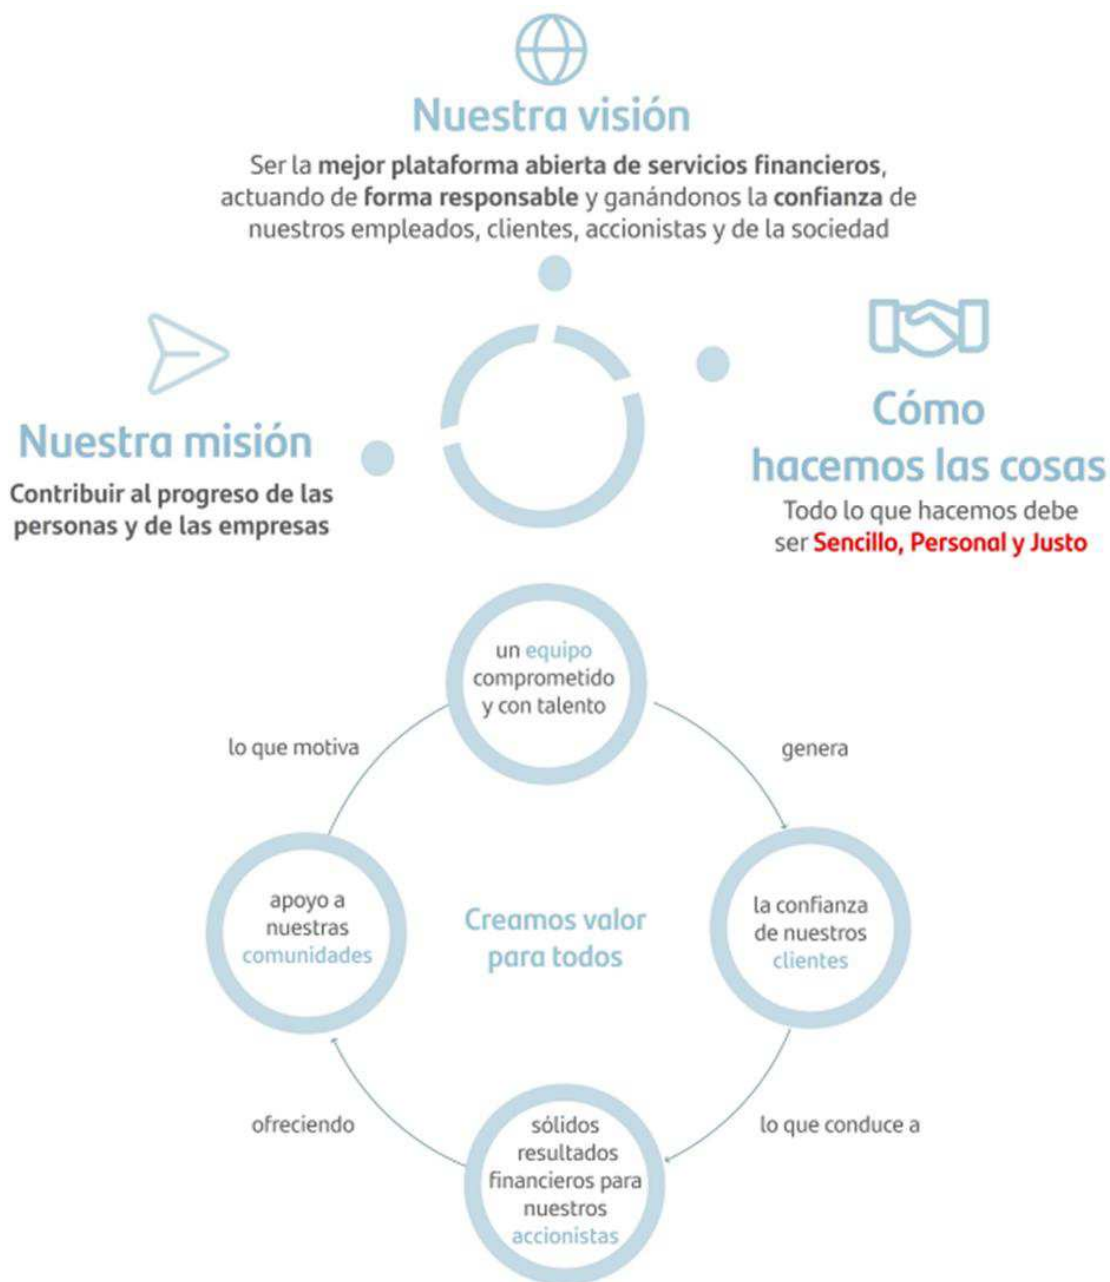 Nuestra visión
Ser la mejor plataforma abierta de servicios financieros,
actuando de forma responsable y ganándonos la confianza de
nuestros empleados, clientes, accionistas y de la sociedad
Nuestra misión
Contribuir al progreso de las
personas y de las empresas
Cómo
hacemos las cosas
Todo lo que hacemos debe
ser Sencillo, Personal y Justo
un equipo
comprometido
y con talento
genera
la confianza
de nuestros
clientes
lo que conduce a
sólidos
resultados
financieros para
nuestros
accionistas
ofreciendo
apoyo a
nuestras
comunidades
lo que motiva
Creamos valor
para todos